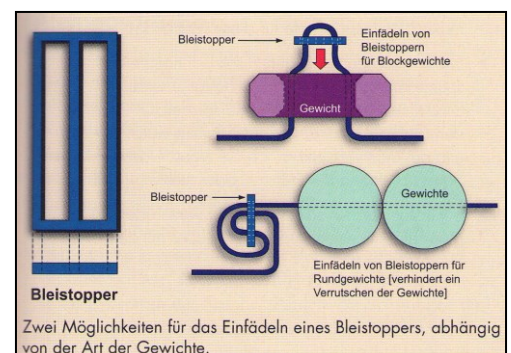 Bleistopper
Einfädeln von
Bleistoppern
für Blockgewichte
Gewicht
Bleistopper
Gewichte
Einfädeln von Bleistoppern für
Rundgewichte [verhindert ein
Verrutschen der Gewichte]
Bleistopper
Zwei Möglichkeiten für das Einfädeln eines Bleistoppers, abhängig
von der Art der Gewichte.